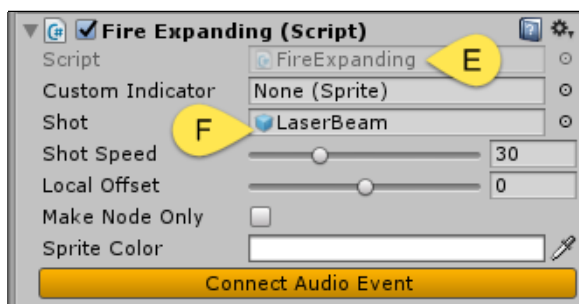 Fire Expanding (Script)
Script FireExpanding E
Custom Indicator None (Sprite)
Shot F LaserBeam
Shot Speed 30
Local Offset 0
Make Node Only
Sprite Color
Connect Audio Event